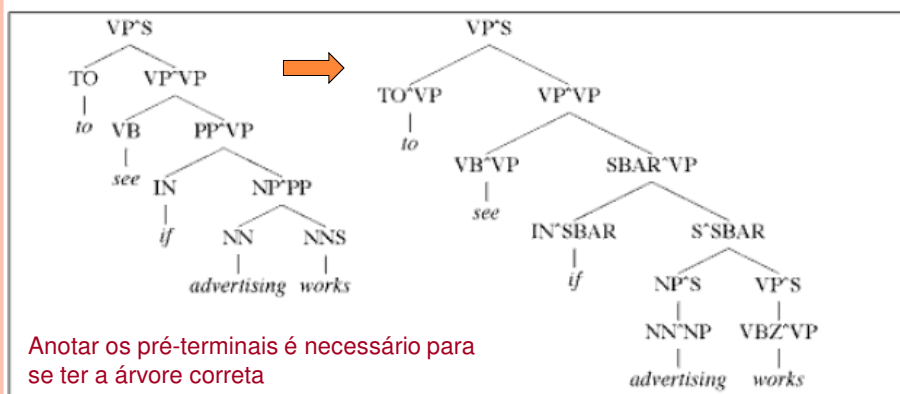 VP^S VP^S
TO VP^VP
TO^VP VP^VP
to VB PP^VP
to
see IN NP^PP
VB^VP SBAR^VP
see
if NN NNS
IN^SBAR S^SBAR
advertising works
if NP^S VP^S
NN^NP VBZ^VP
advertising works
Anotar os pré-terminais é necessário para
se ter a árvore correta